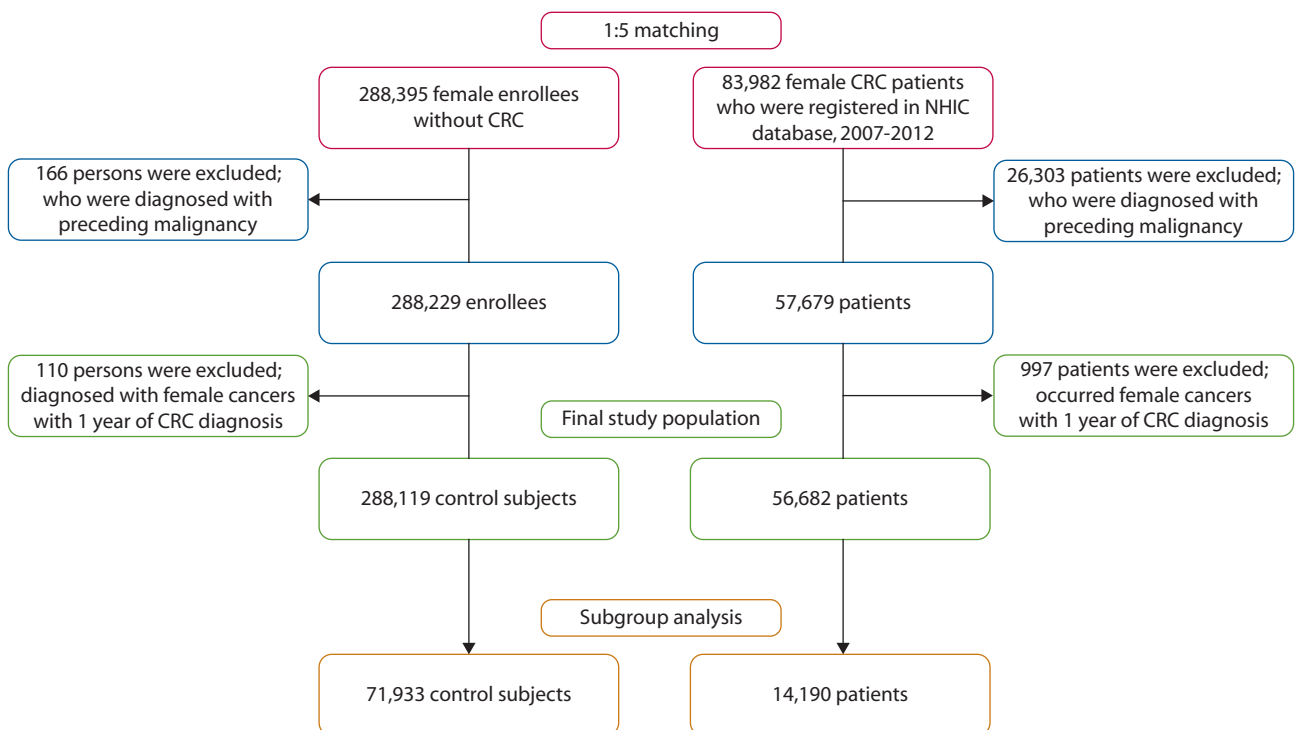 1:5 matching
288,395 female enrollees
without CRC
83,982 female CRC patients
who were registered in NHIC
database, 2007-2012
166 persons were excluded;
who were diagnosed with
preceding malignancy
26,303 patients were excluded;
who were diagnosed with
preceding malignancy
288,229 enrollees
57,679 patients
110 persons were excluded;
diagnosed with female cancers
with 1 year of CRC diagnosis
997 patients were excluded;
occurred female cancers
with 1 year of CRC diagnosis
Final study population
288,119 control subjects
56,682 patients
Subgroup analysis
71,933 control subjects
14,190 patients